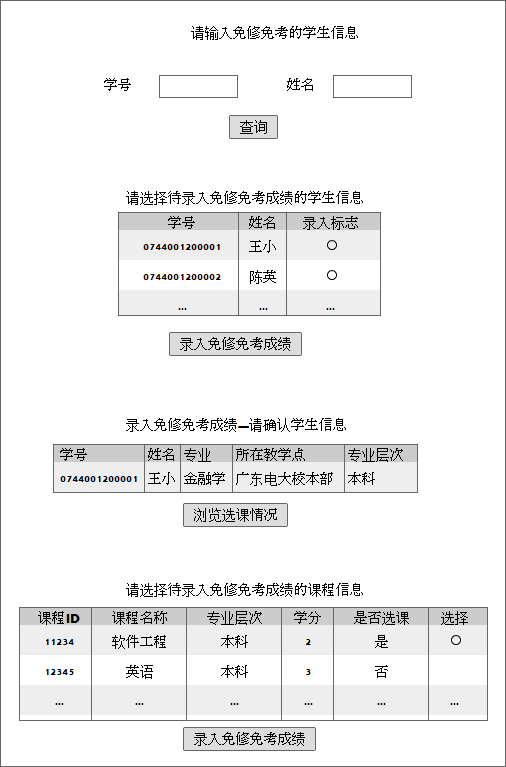 请输入免修免考的学生信息
学号 姓名
查询
请选择待录入免修免考成绩的学生信息
学号 姓名 录入标志
0744001200001 王小
0744001200002 陈英
... ... ...
录入免修免考成绩
录入免修免考成绩—请确认学生信息
学号 姓名 专业 所在教学点 专业层次
0744001200001 王小 金融学 广东电大校本部 本科
浏览选课情况
请选择待录入免修免考成绩的课程信息
课程ID 课程名称 专业层次 学分 是否选课 选择
11234 软件工程 本科 2 是
12345 英语 本科 3 否
... ... ... ... ... ...
录入免修免考成绩